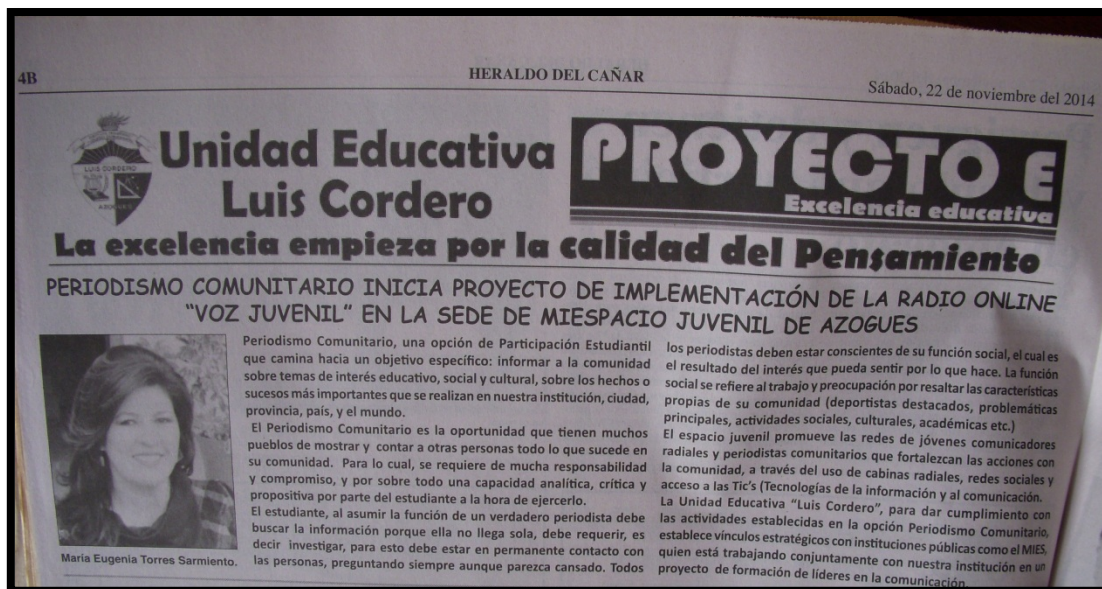 4B
HERALDO DEL CAÑAR
Sábado, 22 de noviembre del 2014
LUIS CORDERO
AZOGUES
Unidad Educativa
Luis Cordero
PROYECTO E
Excelencia educativa
La excelencia empieza por la calidad del Pensamiento
PERIODISMO COMUNITARIO INICIA PROYECTO DE IMPLEMENTACIÓN DE LA RADIO ONLINE
“VOZ JUVENIL” EN LA SEDE DE MIESPACIO JUVENIL DE AZOGUES
María Eugenia Torres Sarmiento.
Periodismo Comunitario, una opción de Participación Estudiantil
que camina hacia un objetivo específico: informar a la comunidad
sobre temas de interés educativo, social y cultural, sobre los hechos o
sucesos más importantes que se realizan en nuestra institución, ciudad,
provincia, país, y el mundo.
El Periodismo Comunitario es la oportunidad que tienen muchos
pueblos de mostrar y contar a otras personas todo lo que sucede en
su comunidad. Para lo cual, se requiere de mucha responsabilidad
y compromiso, y por sobre todo una capacidad analítica, crítica y
propositiva por parte del estudiante a la hora de ejercerlo.
El estudiante, al asumir la función de un verdadero periodista debe
buscar la información porque ella no llega sola, debe requerir, es
decir investigar, para esto debe estar en permanente contacto con
las personas, preguntando siempre aunque parezca cansado. Todos
los periodistas deben estar conscientes de su función social, el cual es
el resultado del interés que pueda sentir por lo que hace. La función
social se refiere al trabajo y preocupación por resaltar las características
propias de su comunidad (deportistas destacados, problemáticas
principales, actividades sociales, culturales, académicas etc.)
El espacio juvenil promueve las redes de jóvenes comunicadores
radiales y periodistas comunitarios que fortalezcan las acciones con
la comunidad, a través del uso de cabinas radiales, redes sociales y
acceso a las Tic’s (Tecnologías de la información y al comunicación.
La Unidad Educativa “Luis Cordero”, para dar cumplimiento con
las actividades establecidas en la opción Periodismo Comunitario,
establece vínculos estratégicos con instituciones públicas como el MIES,
quien está trabajando conjuntamente con nuestra institución en un
proyecto de formación de líderes en la comunicación.